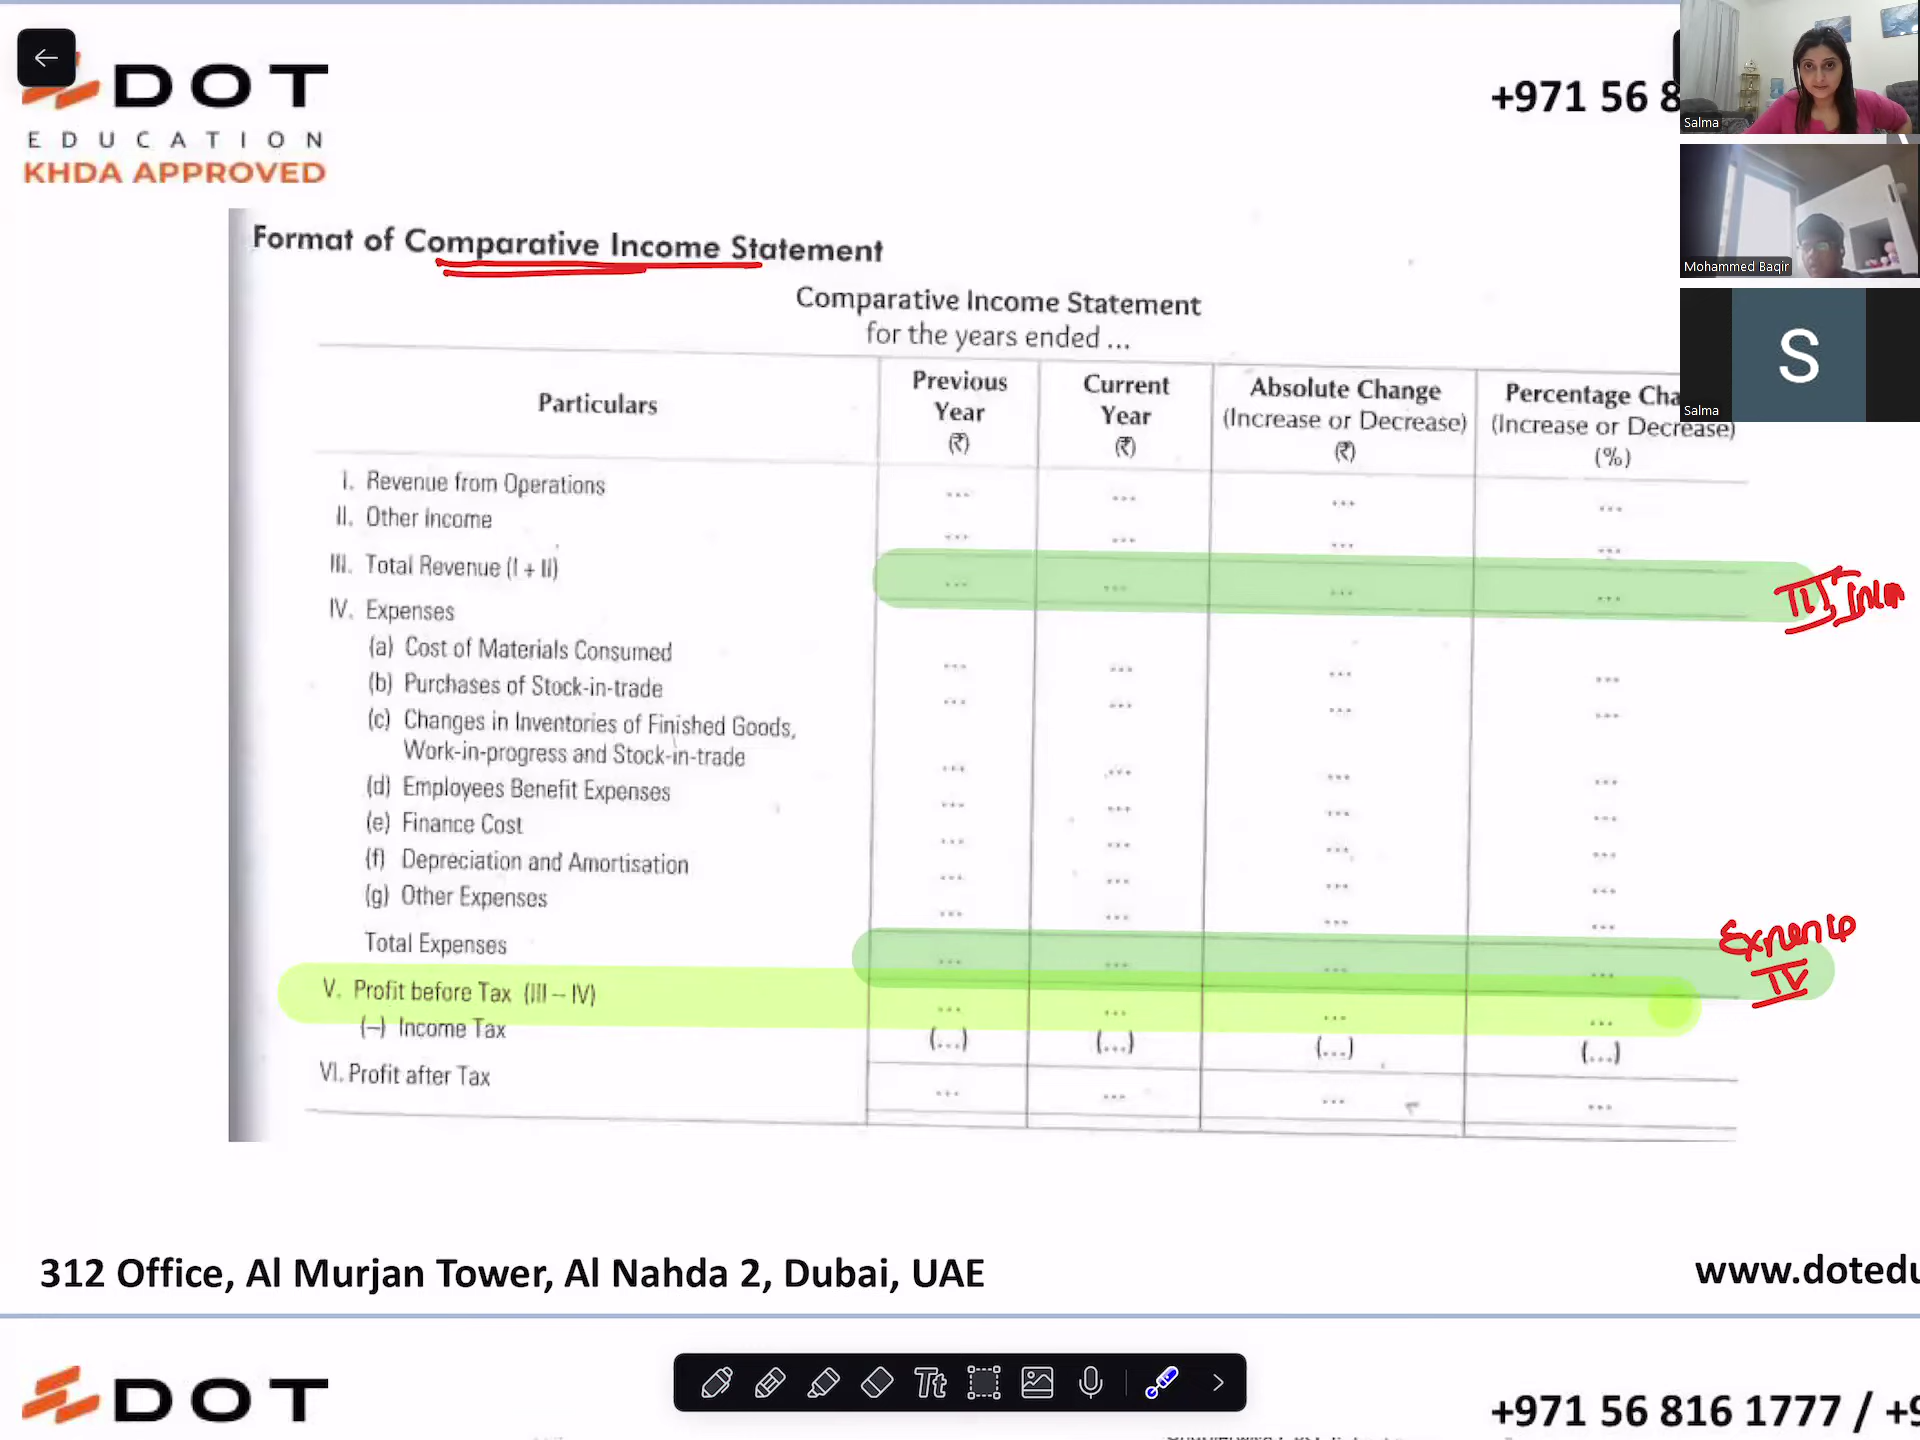 DOT
EDUCATION
KHDA APPROVED
+971 56 8
Salma
Mohammed Baqir
S
Salma
Format of Comparative Income Statement
Comparative Income Statement
for the years ended ...
Particulars
Previous Year (₹)
Current Year (₹)
Absolute Change (Increase or Decrease) (₹)
Percentage Cha (Increase or Decrease) (%)
I. Revenue from Operations ... ... ... ...
II. Other Income ... ... ... ...
III. Total Revenue (I + II) ... ... ... ...
III
IV. Expenses
(a) Cost of Materials Consumed ... ... ... ...
(b) Purchases of Stock-in-trade ... ... ... ...
(c) Changes in Inventories of Finished Goods,
Work-in-progress and Stock-in-trade ... ... ... ...
(d) Employees Benefit Expenses ... ... ... ...
(e) Finance Cost ... ... ... ...
(f) Depreciation and Amortisation ... ... ... ...
(g) Other Expenses ... ... ... ...
Total Expenses ... ... ... ...
IV
V. Profit before Tax (III – IV) ... ... ... ...
(–) Income Tax (...) (...) (...) (...)
VI. Profit after Tax ... ... ... ...
312 Office, Al Murjan Tower, Al Nahda 2, Dubai, UAE
www.dotedu
DOT
Tt
+971 56 816 1777 / +9